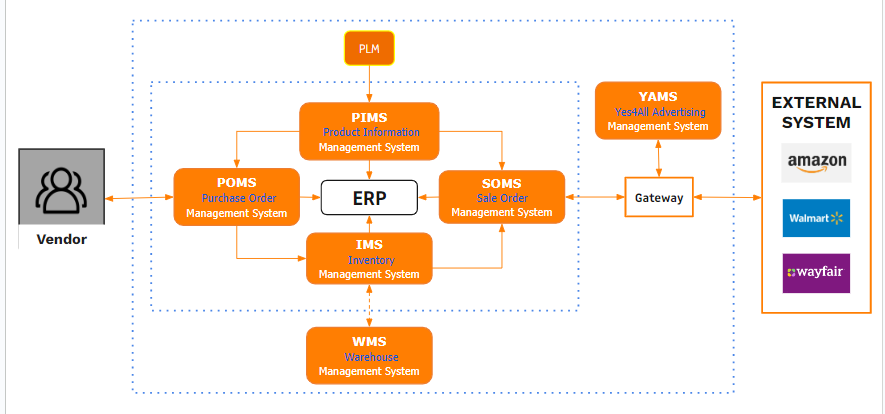 PLM
PIMS
Product Information
Management System
YAMS
Yes4All Advertising
Management System
EXTERNAL
SYSTEM
amazon
Walmart
wayfair
Vendor
POMS
Purchase Order
Management System
ERP
SOMS
Sale Order
Management System
Gateway
IMS
Inventory
Management System
WMS
Warehouse
Management System